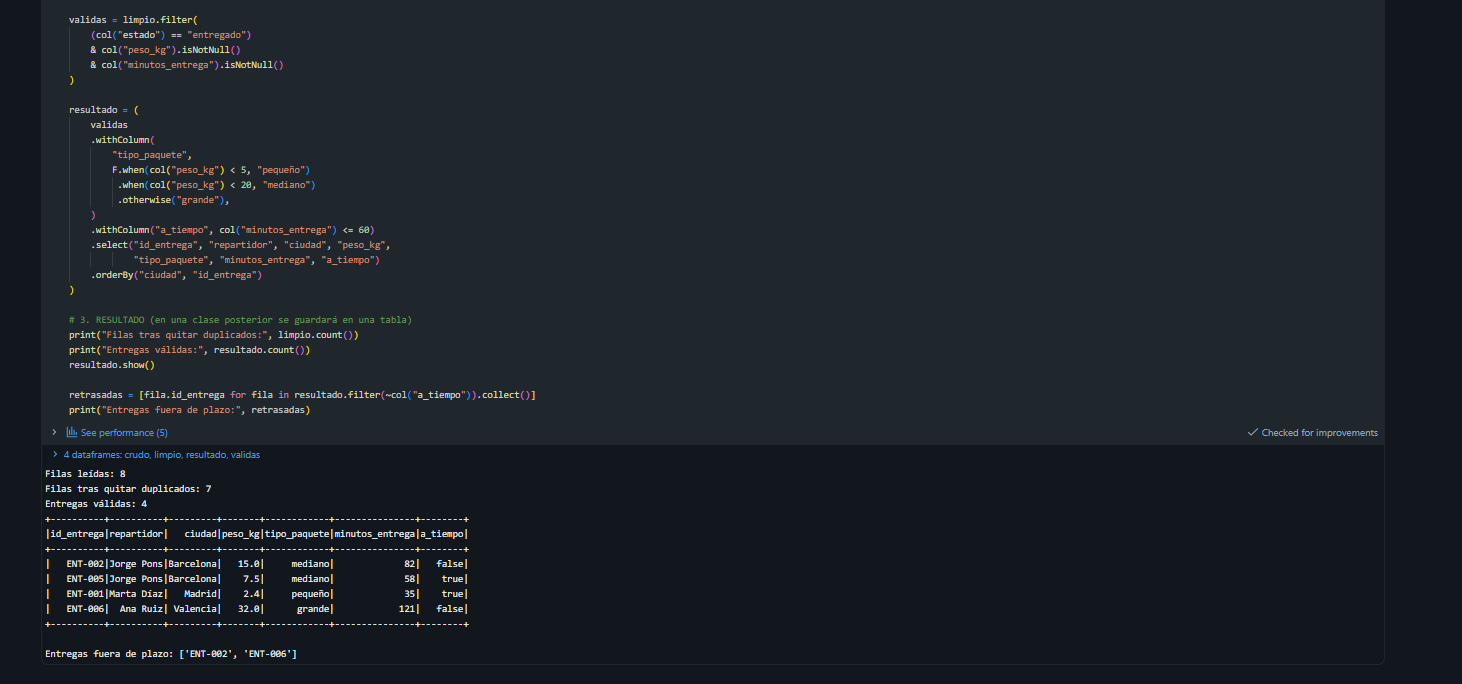 validas = limpio.filter(
    (col("estado") == "entregado")
    & col("peso_kg").isNotNull()
    & col("minutos_entrega").isNotNull()
)

resultado = (
    validas
    .withColumn(
        "tipo_paquete",
        F.when(col("peso_kg") < 5, "pequeño")
         .when(col("peso_kg") < 20, "mediano")
         .otherwise("grande"),
    )
    .withColumn("a_tiempo", col("minutos_entrega") <= 60)
    .select("id_entrega", "repartidor", "ciudad", "peso_kg",
            "tipo_paquete", "minutos_entrega", "a_tiempo")
    .orderBy("ciudad", "id_entrega")
)

# 3. RESULTADO (en una clase posterior se guardará en una tabla)
print("Filas tras quitar duplicados:", limpio.count())
print("Entregas válidas:", resultado.count())
resultado.show()

retrasadas = [fila.id_entrega for fila in resultado.filter(~col("a_tiempo")).collect()]
print("Entregas fuera de plazo:", retrasadas)
See performance (5)
Checked for improvements
4 dataframes: crudo, limpio, resultado, validas
Filas leídas: 8
Filas tras quitar duplicados: 7
Entregas válidas: 4
+----------+----------+---------+-------+------------+---------------+--------+
|id_entrega|repartidor|   ciudad|peso_kg|tipo_paquete|minutos_entrega|a_tiempo|
+----------+----------+---------+-------+------------+---------------+--------+
|   ENT-002|Jorge Pons|Barcelona|   15.0|     mediano|             82|   false|
|   ENT-005|Jorge Pons|Barcelona|    7.5|     mediano|             58|    true|
|   ENT-001|Marta Díaz|   Madrid|    2.4|     pequeño|             35|    true|
|   ENT-006|  Ana Ruiz| Valencia|   32.0|      grande|            121|   false|
+----------+----------+---------+-------+------------+---------------+--------+

Entregas fuera de plazo: ['ENT-002', 'ENT-006']